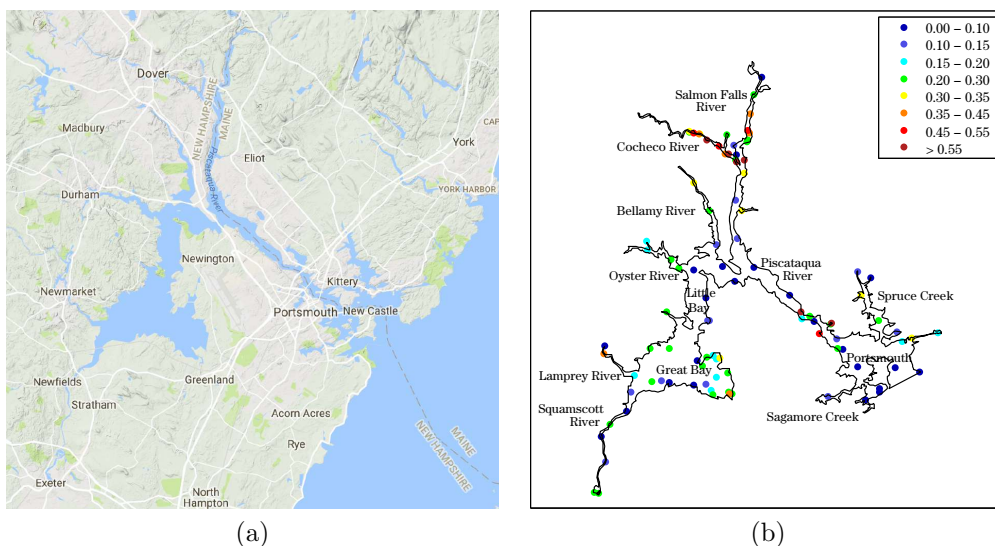 Dover
NEW HAMPSHIRE
MAINE
Piscataqua River
Madbury
Eliot
York
CAP
YORK HARBOR
Durham
Newington
Newmarket
Kittery
Portsmouth
New Castle
Newfields
Greenland
Stratham
Acorn Acres
Rye
MAINE
NEW HAMPSHIRE
Exeter
North
Hampton
(a)
0.00 – 0.10
0.10 – 0.15
0.15 – 0.20
0.20 – 0.30
0.30 – 0.35
0.35 – 0.45
0.45 – 0.55
> 0.55
Salmon Falls
River
Cocheco River
Bellamy River
Oyster River
Piscataqua
River
Little
Bay
Spruce Creek
Portsmouth
Great Bay
Lamprey River
Squamscott
River
Sagamore Creek
(b)